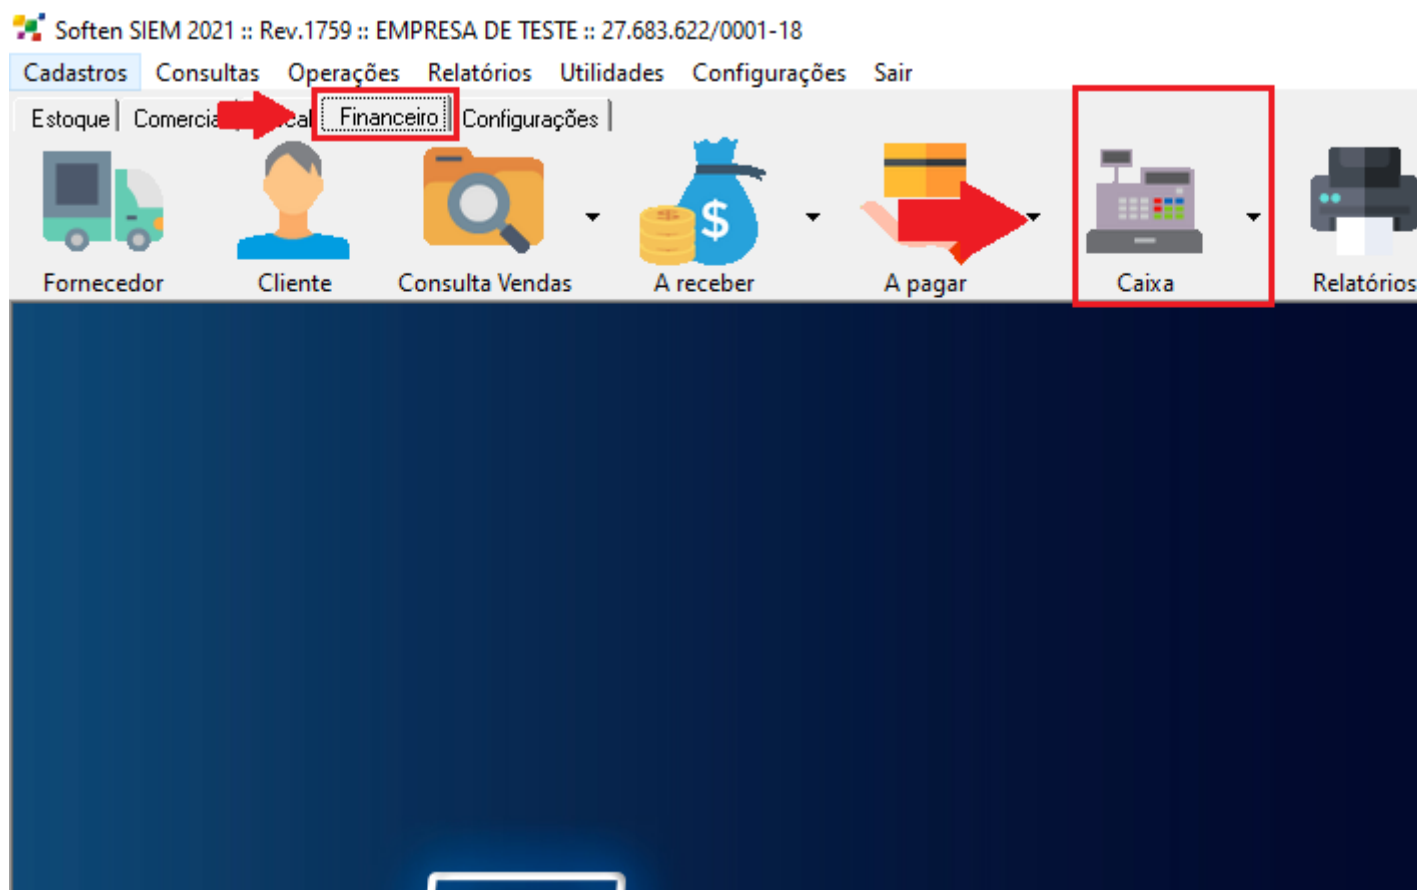 Soften SIEM 2021 :: Rev.1759 :: EMPRESA DE TESTE :: 27.683.622/0001-18
Cadastros Consultas Operações Relatórios Utilidades Configurações Sair
Estoque Financeiro Configurações
$
Fornecedor Cliente Consulta Vendas A receber A pagar Caixa Relatórios